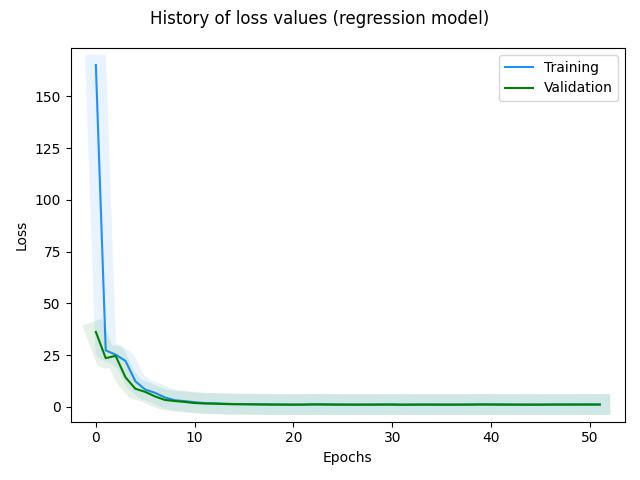 History of loss values (regression model)
Training
Validation
150
125
100
75
50
25
0
Loss
0 10 20 30 40 50
Epochs